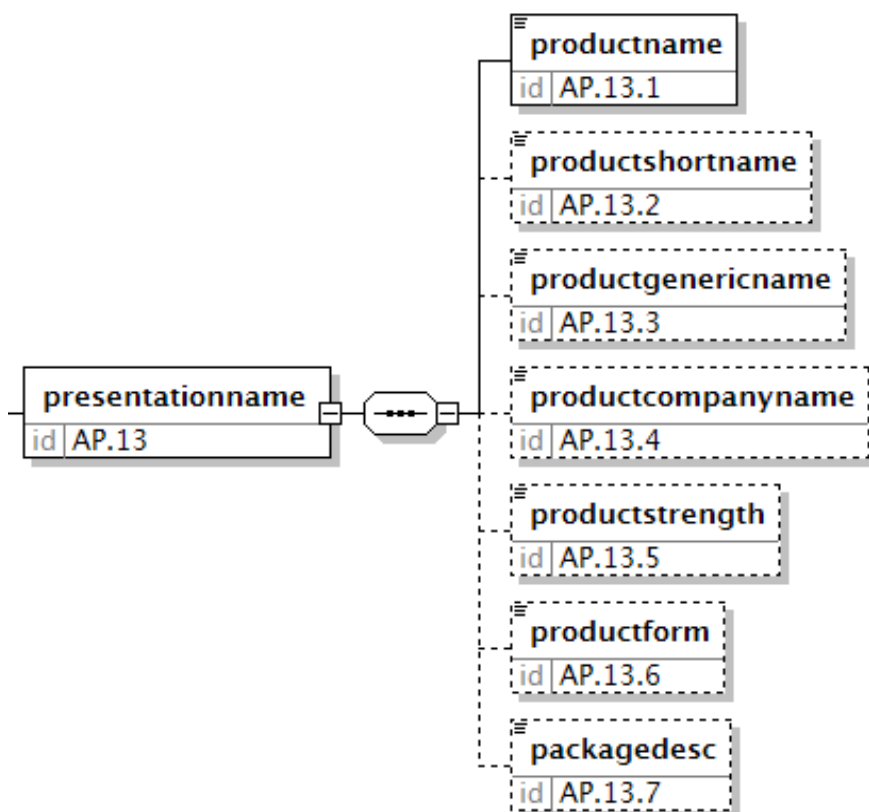 productname
id AP.13.1
productshortname
id AP.13.2
productgenericname
id AP.13.3
presentationname
id AP.13
productcompanyname
id AP.13.4
productstrength
id AP.13.5
productform
id AP.13.6
packagedesc
id AP.13.7